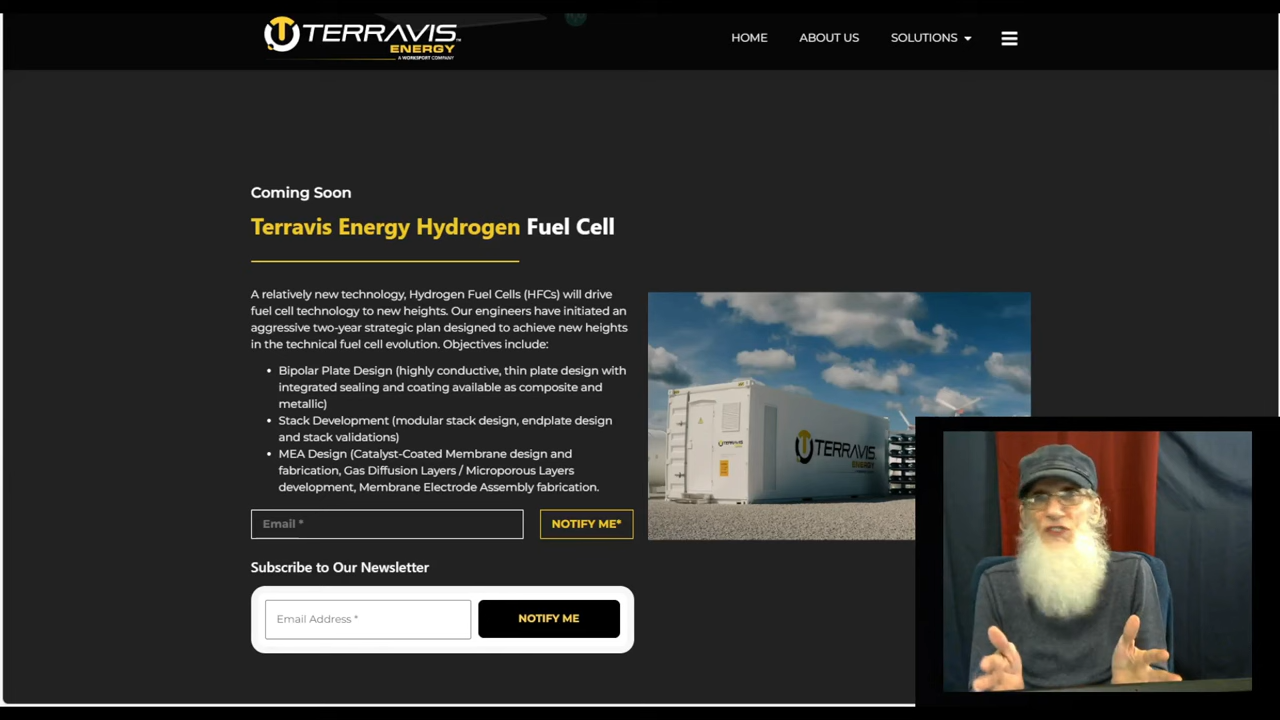 TERRAVIS
ENERGY
A WORKSPORT COMPANY
HOME
ABOUT US
SOLUTIONS
Coming Soon
Terravis Energy Hydrogen Fuel Cell
A relatively new technology, Hydrogen Fuel Cells (HFCs) will drive
fuel cell technology to new heights. Our engineers have initiated an
aggressive two-year strategic plan designed to achieve new heights
in the technical fuel cell evolution. Objectives include:
• Bipolar Plate Design (highly conductive, thin plate design with
integrated sealing and coating available as composite and
metallic)
• Stack Development (modular stack design, endplate design
and stack validations)
• MEA Design (Catalyst-Coated Membrane design and
fabrication, Gas Diffusion Layers / Microporous Layers
development, Membrane Electrode Assembly fabrication.
Email *
NOTIFY ME*
Subscribe to Our Newsletter
Email Address *
NOTIFY ME
TERRAVIS
TERRAVIS
ENERGY